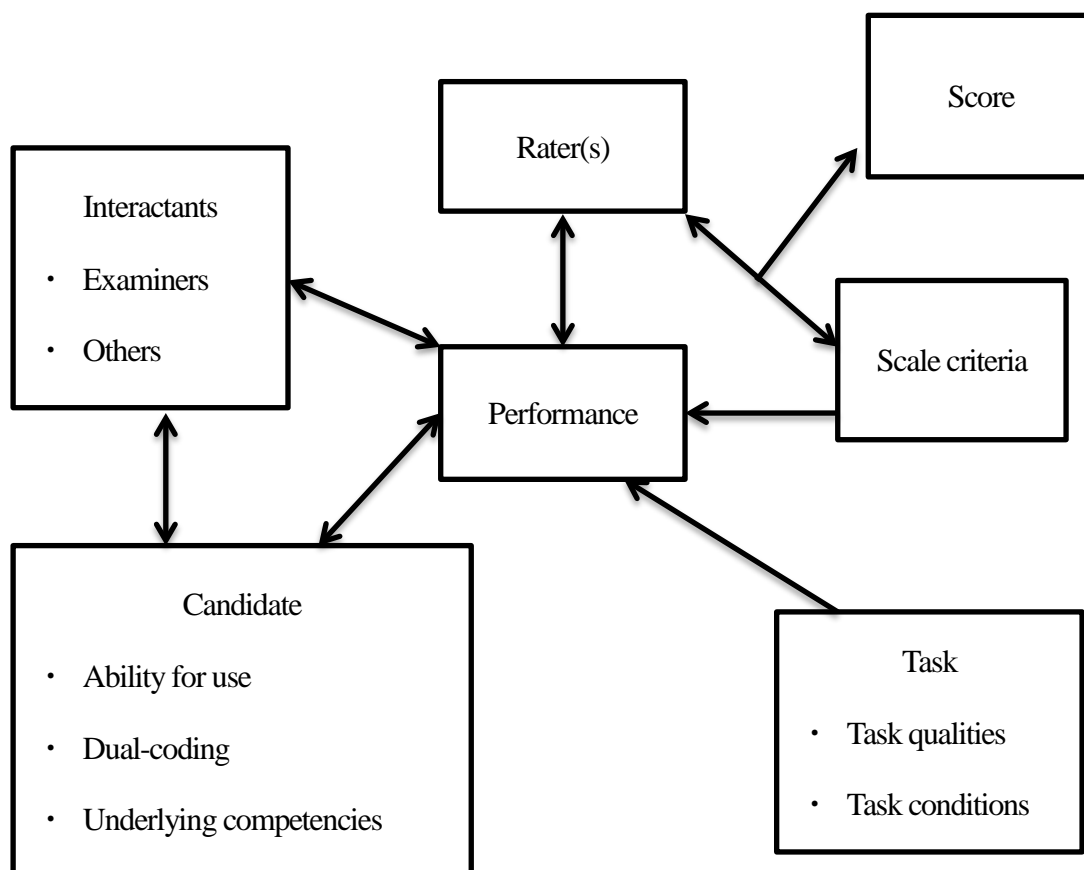 Score
Rater(s)
Interactants
・ Examiners
・ Others
Scale criteria
Performance
Candidate
・ Ability for use
・ Dual-coding
・ Underlying competencies
Task
・ Task qualities
・ Task conditions